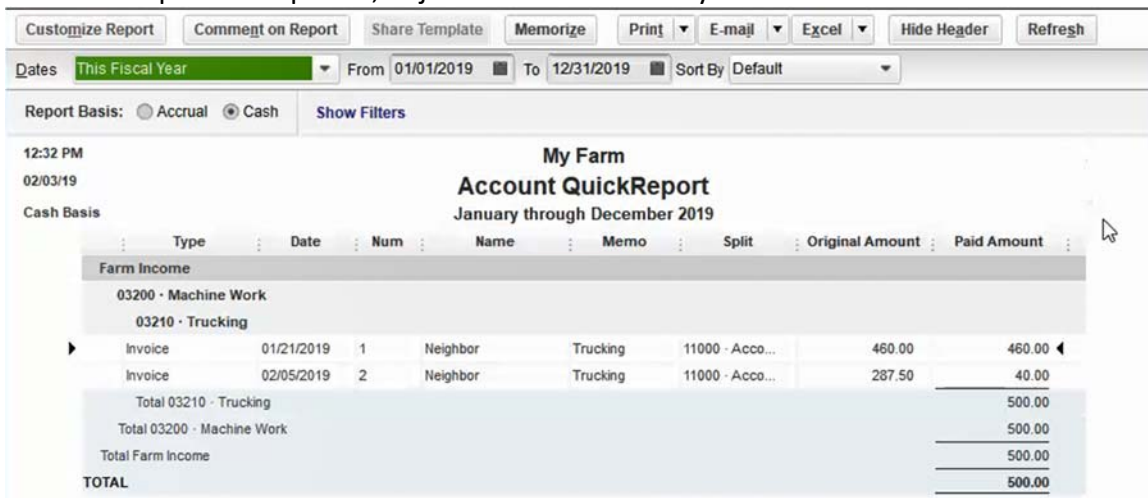 Customize Report Comment on Report Share Template Memorize Print E-mail Excel Hide Header Refresh
Dates This Fiscal Year From 01/01/2019 To 12/31/2019 Sort By Default
Report Basis: Accrual Cash Show Filters
12:32 PM My Farm
02/03/19 Account QuickReport
Cash Basis January through December 2019
Type Date Num Name Memo Split Original Amount Paid Amount
Farm Income
03200 · Machine Work
03210 · Trucking
Invoice 01/21/2019 1 Neighbor Trucking 11000 · Acco... 460.00 460.00
Invoice 02/05/2019 2 Neighbor Trucking 11000 · Acco... 287.50 40.00
Total 03210 · Trucking 500.00
Total 03200 · Machine Work 500.00
Total Farm Income 500.00
TOTAL 500.00